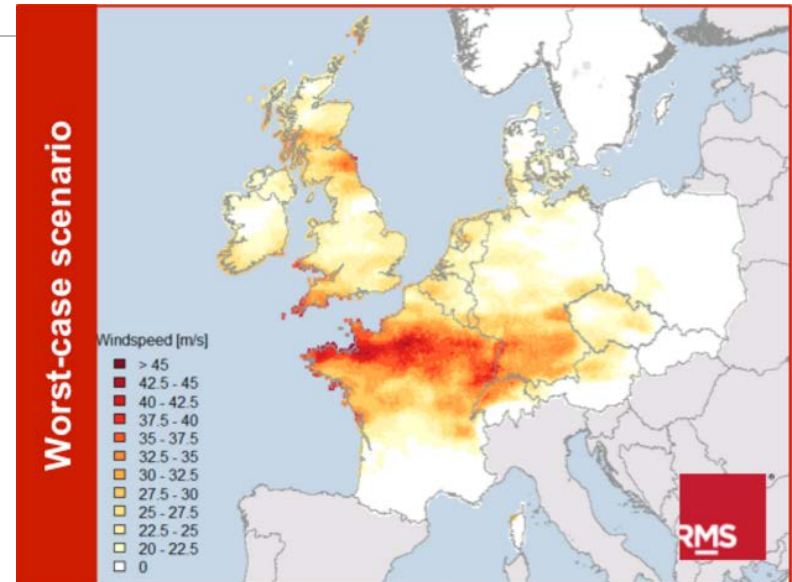 Worst-case scenario
Windspeed [m/s]
> 45
42.5 - 45
40 - 42.5
37.5 - 40
35 - 37.5
32.5 - 35
30 - 32.5
27.5 - 30
25 - 27.5
22.5 - 25
20 - 22.5
0
RMS
®